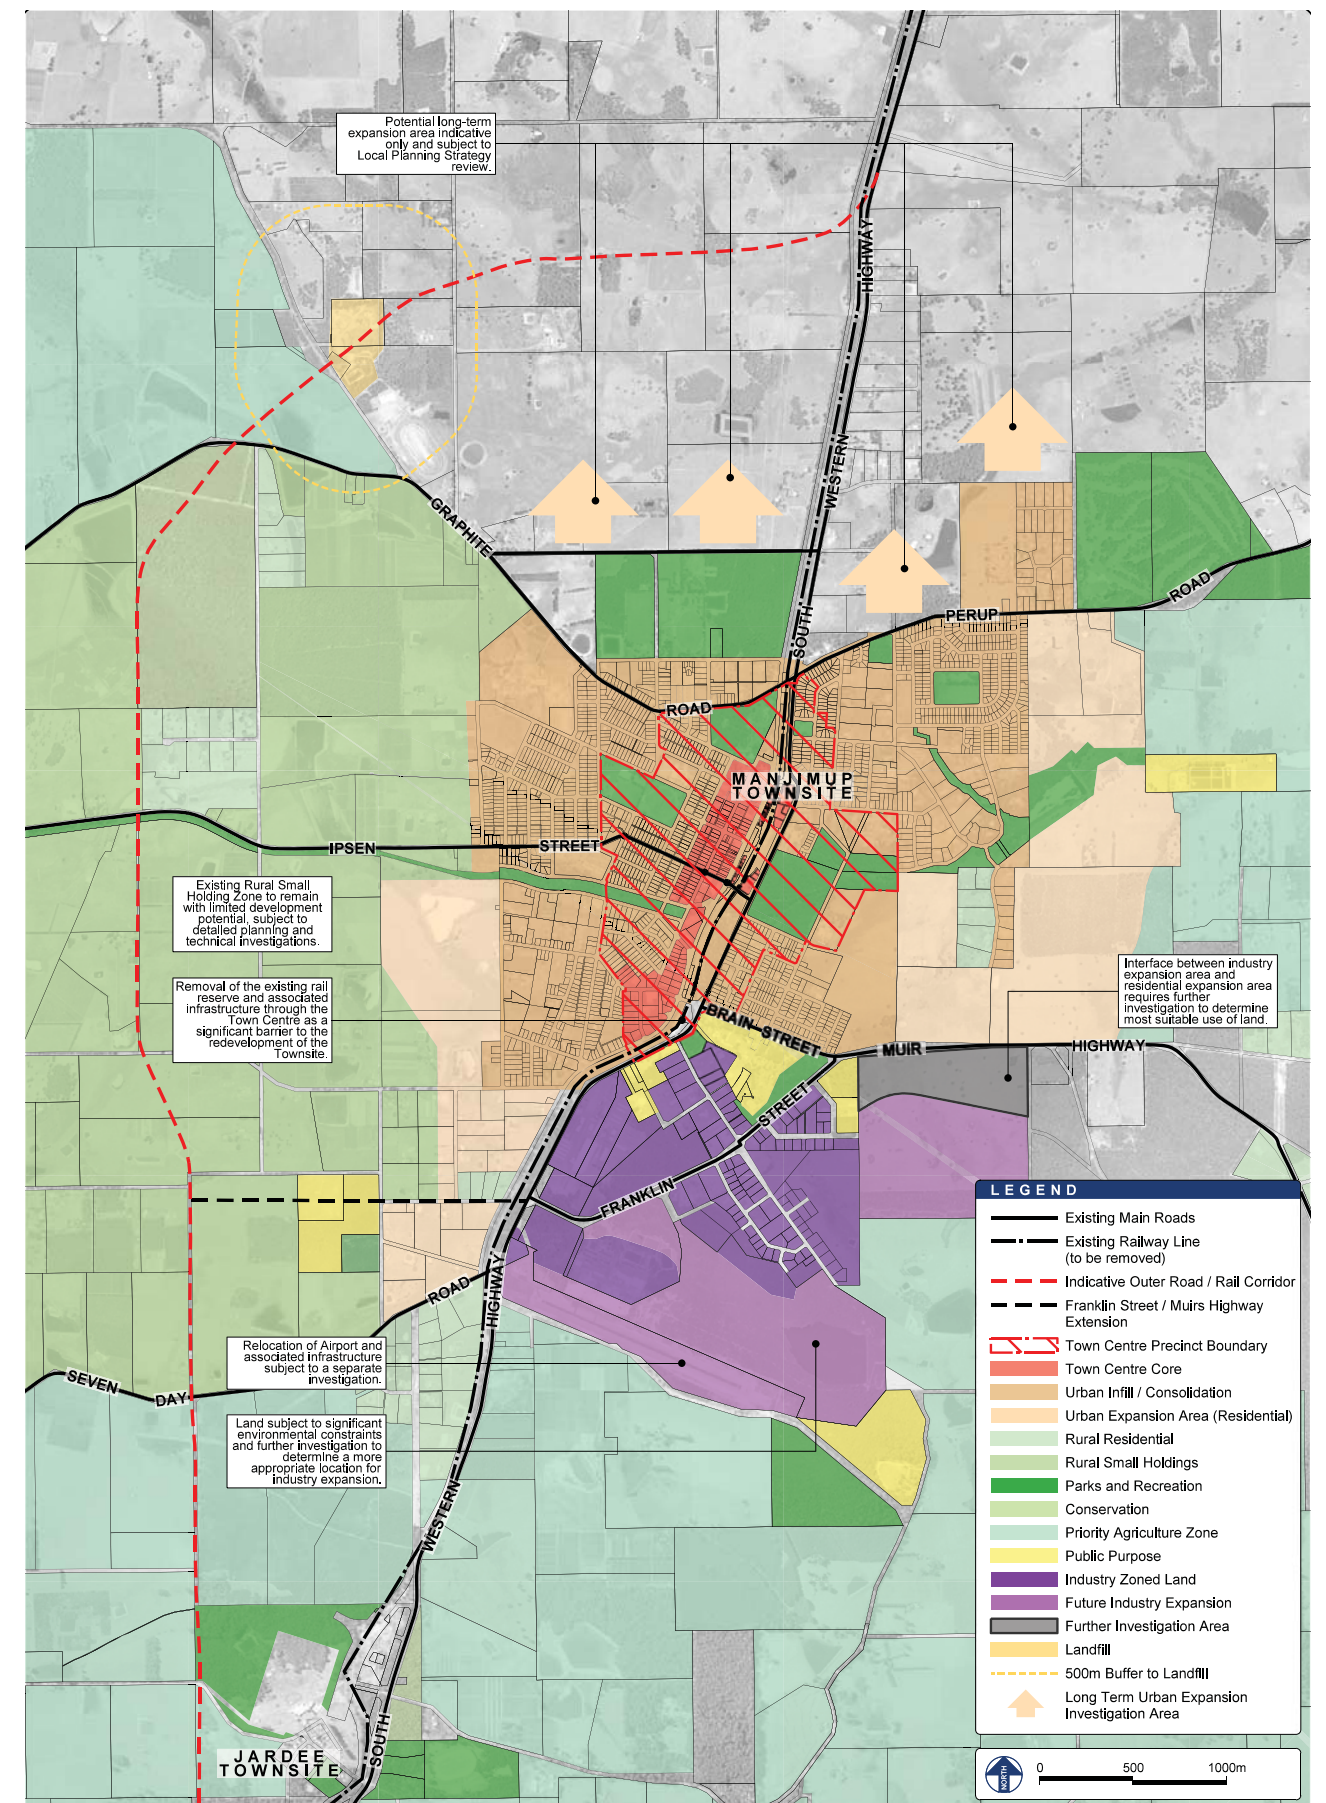 Potential long-term
expansion area indicative
only and subject to
Local Planning Strategy
review.
HIGHWAY
WESTERN
SOUTH
GRAPHITE
ROAD
PERUP
ROAD
MANJIMUP
TOWNSITE
IPSEN
STREET
Existing Rural Small
Holding Zone to remain
with limited development
potential, subject to
detailed planning and
technical investigations.
Removal of the existing rail
reserve and associated
infrastructure through the
Town Centre as a
significant barrier to the
redevelopment of the
Townsite.
Interface between industry
expansion area and
residential expansion area
requires further
investigation to determine
most suitable use of land.
BRAIN STREET
MUIR
HIGHWAY
STREET
FRANKLIN
HIGHWAY
ROAD
SEVEN
DAY
Relocation of Airport and
associated infrastructure
subject to a separate
investigation.
Land subject to significant
environmental constraints
and further investigation to
determine a more
appropriate location for
industry expansion.
WESTERN
SOUTH
JARDEE
TOWNSITE
LEGEND
Existing Main Roads
Existing Railway Line
(to be removed)
Indicative Outer Road / Rail Corridor
Franklin Street / Muirs Highway
Extension
Town Centre Precinct Boundary
Town Centre Core
Urban Infill / Consolidation
Urban Expansion Area (Residential)
Rural Residential
Rural Small Holdings
Parks and Recreation
Conservation
Priority Agriculture Zone
Public Purpose
Industry Zoned Land
Future Industry Expansion
Further Investigation Area
Landfill
500m Buffer to Landfill
Long Term Urban Expansion
Investigation Area
NORTH
0 500 1000m